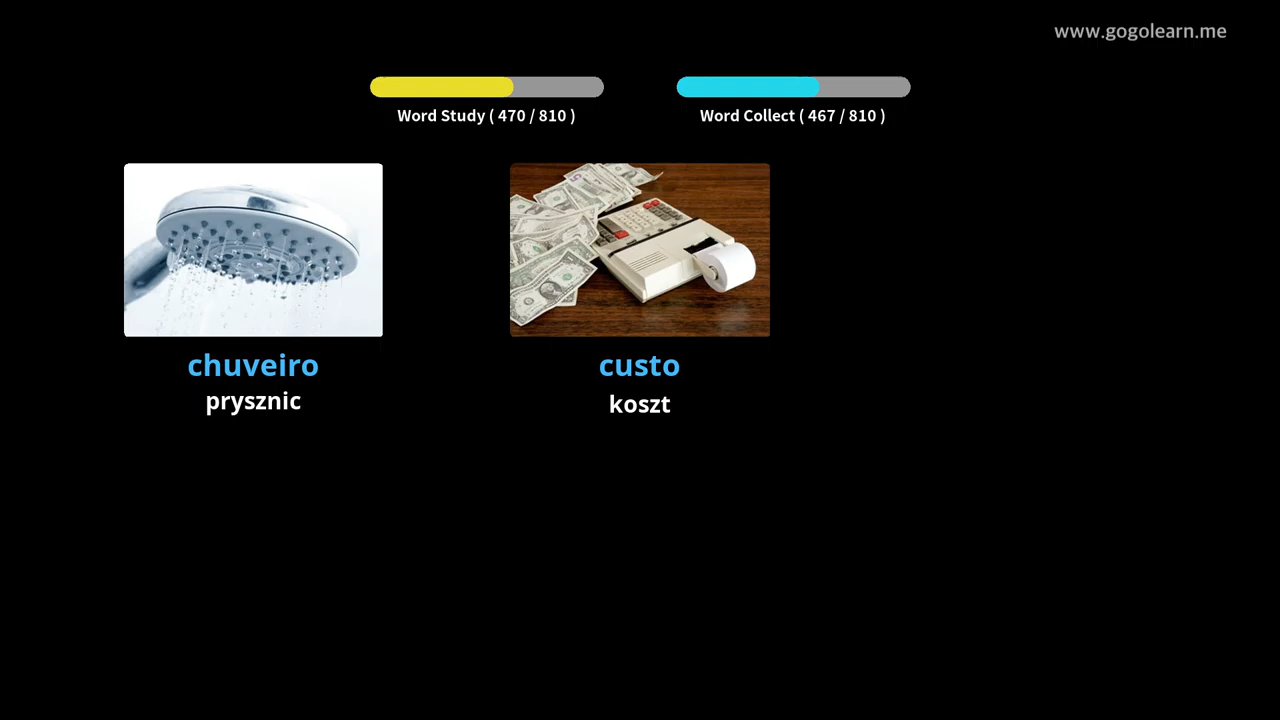 www.gogolearn.me
Word Study ( 470 / 810 )
Word Collect ( 467 / 810 )
chuveiro
prysznic
custo
koszt